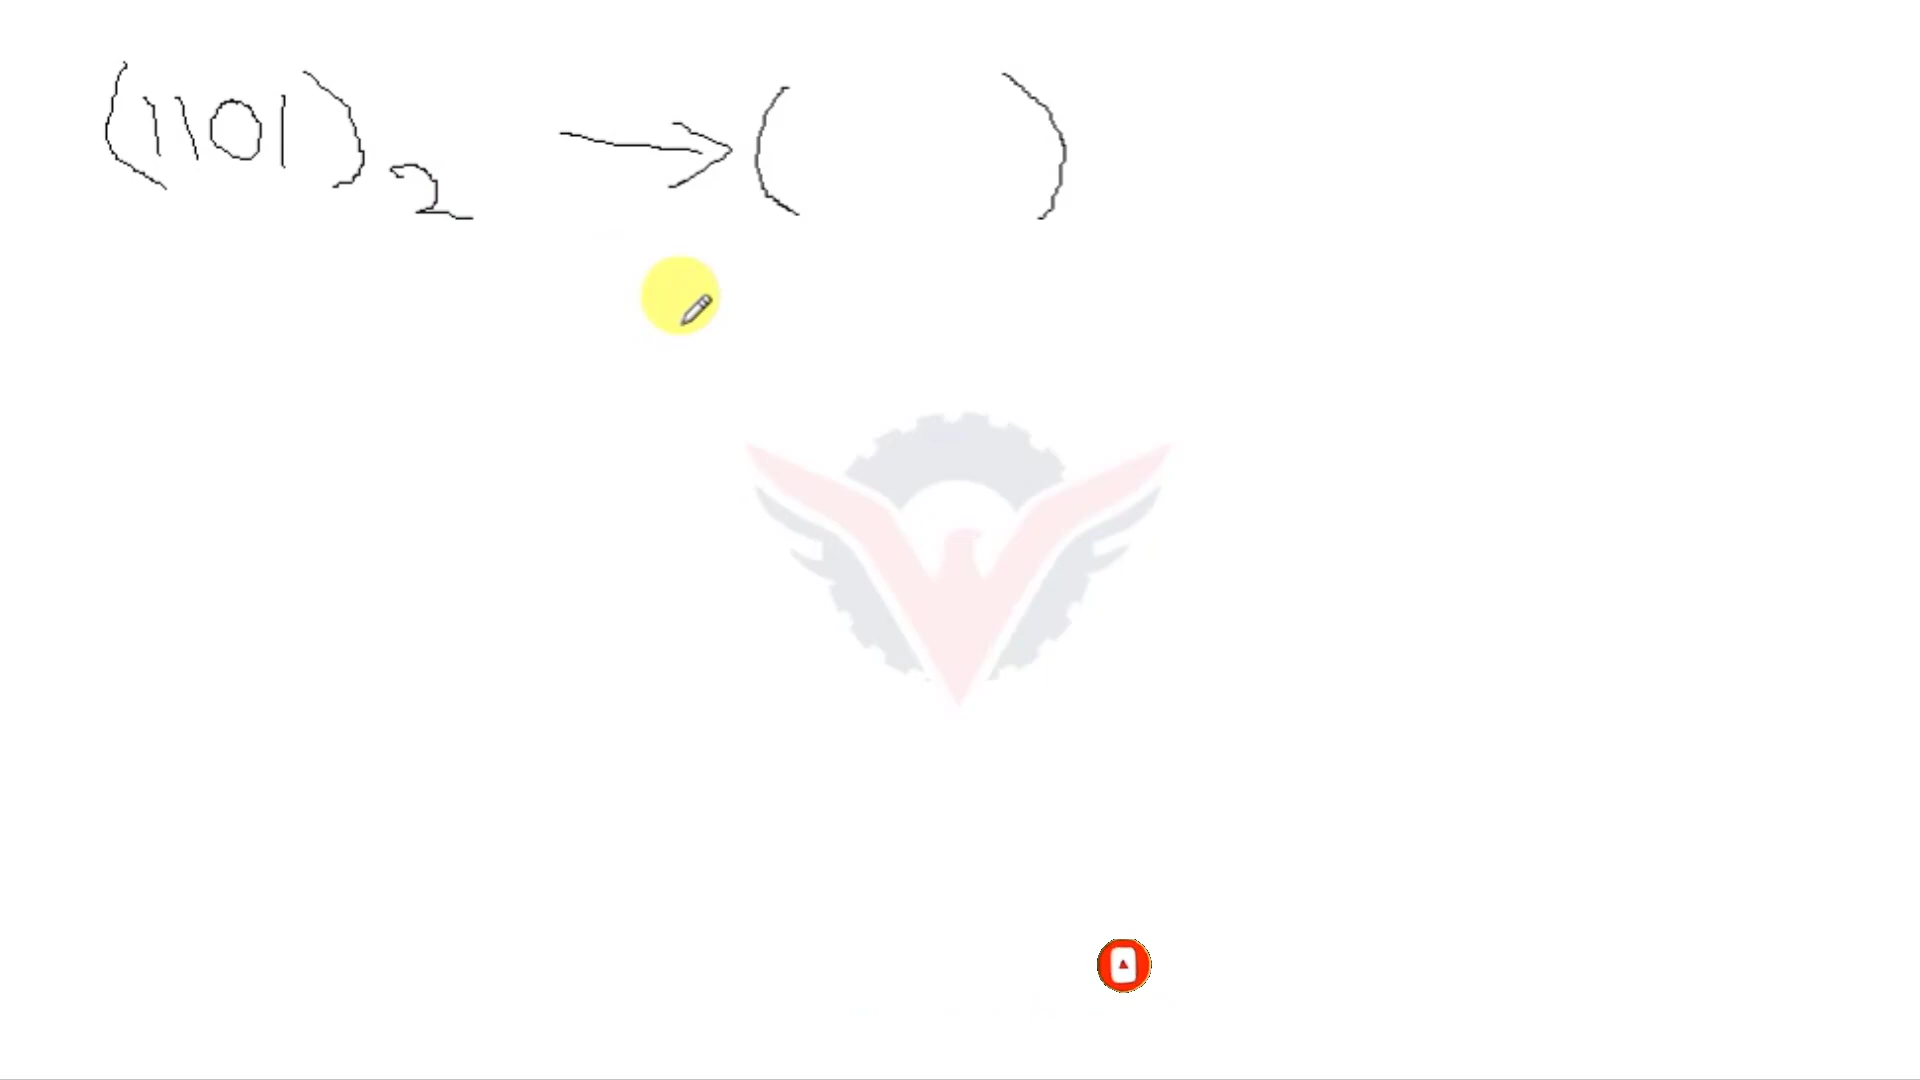 (1101)2 → (     )